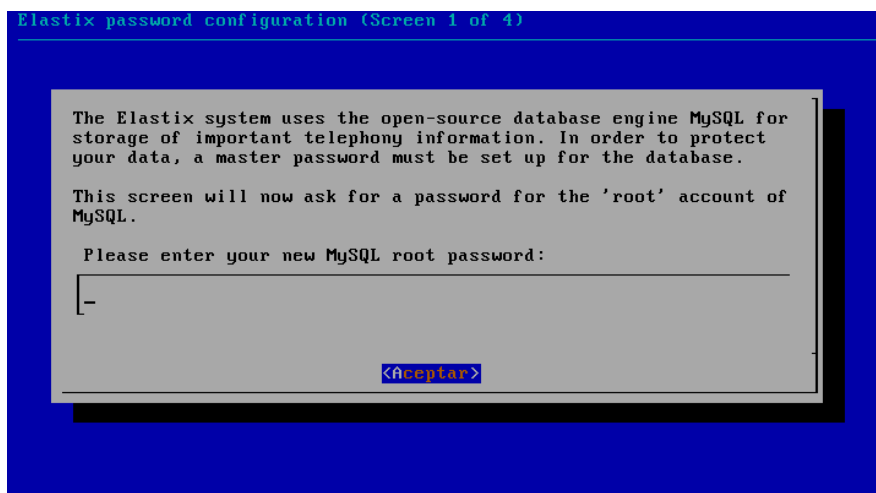 Elastix password configuration (Screen 1 of 4)
The Elastix system uses the open-source database engine MySQL for
storage of important telephony information. In order to protect
your data, a master password must be set up for the database.
This screen will now ask for a password for the 'root' account of
MySQL.
Please enter your new MySQL root password:
<Aceptar>